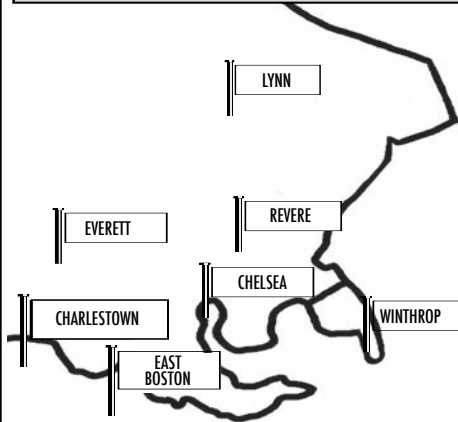 LYNN
REVERE
EVERETT
CHELSEA
CHARLESTOWN
WINTHROP
EAST
BOSTON